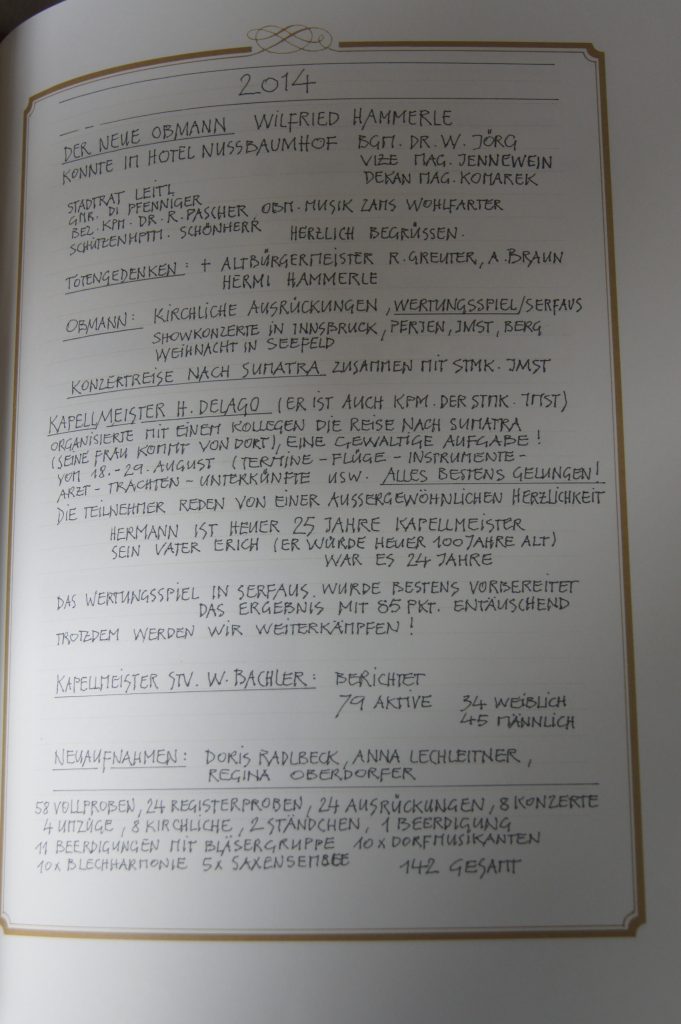 2014
DER NEUE OBMANN WILFRIED HAMMERLE
KONNTE IM HOTEL NUSSBAUMHOF BGM. DR. W. JÖRG
VIZE MAG. JENNEWEIN
DEKAN MAG. KOMAREK
STADTRAT LEITL
GMR. DI PFENNIGER
BEZ. KPM. DR. R. PASCHER, OBM. MUSIK ZAMS WOHLFARTER
SCHÜTZENHPTM. SCHÖNHERR HERZLICH BEGRÜSSEN.
TOTENGEDENKEN: + ALTBÜRGERMEISTER R. GREUTER, A. BRAUN
HERMI HAMMERLE
OBMANN: KIRCHLICHE AUSRÜCKUNGEN, WERTUNGSSPIEL/SERFAUS
SHOWKONZERTE IN INNSBRUCK, PERJEN, IMST, BERG
WEIHNACHT IN SEEFELD
KONZERTREISE NACH SUMATRA ZUSAMMEN MIT STMK. IMST
KAPELLMEISTER H. DELAGO (ER IST AUCH KPM. DER STMK. IMST)
ORGANISIERTE MIT EINEM KOLLEGEN DIE REISE NACH SUMATRA
(SEINE FRAU KOMMT VON DORT), EINE GEWALTIGE AUFGABE!
VOM 18.-29. AUGUST (TERMINE - FLÜGE - INSTRUMENTE -
ARZT - TRACHTEN - UNTERKÜNFTE USW. ALLES BESTENS GELUNGEN!
DIE TEILNEHMER REDEN VON EINER AUSSERGEWÖHNLICHEN HERZLICHKEIT
HERMANN IST HEUER 25 JAHRE KAPELLMEISTER
SEIN VATER ERICH (ER WÜRDE HEUER 100 JAHRE ALT)
WAR ES 24 JAHRE
DAS WERTUNGSSPIEL IN SERFAUS WURDE BESTENS VORBEREITET
DAS ERGEBNIS MIT 85 PKT. ENTÄUSCHEND
TROTZDEM WERDEN WIR WEITERKÄMPFEN!
KAPELLMEISTER STV. W. BACHLER: BERICHTET
79 AKTIVE 34 WEIBLICH
45 MÄNNLICH
NEUAUFNAHMEN: DORIS RADLBECK, ANNA LECHLEITNER,
REGINA OBERDORFER
58 VOLLPROBEN, 24 REGISTERPROBEN, 24 AUSRÜCKUNGEN, 8 KONZERTE
4 UMZÜGE, 8 KIRCHLICHE, 2 STÄNDCHEN, 1 BEERDIGUNG
11 BEERDIGUNGEN MIT BLÄSERGRUPPE 10x DORFMUSIKANTEN
10x BLECHHARMONIE 5x SAXENSEMBEE 142 GESAMT